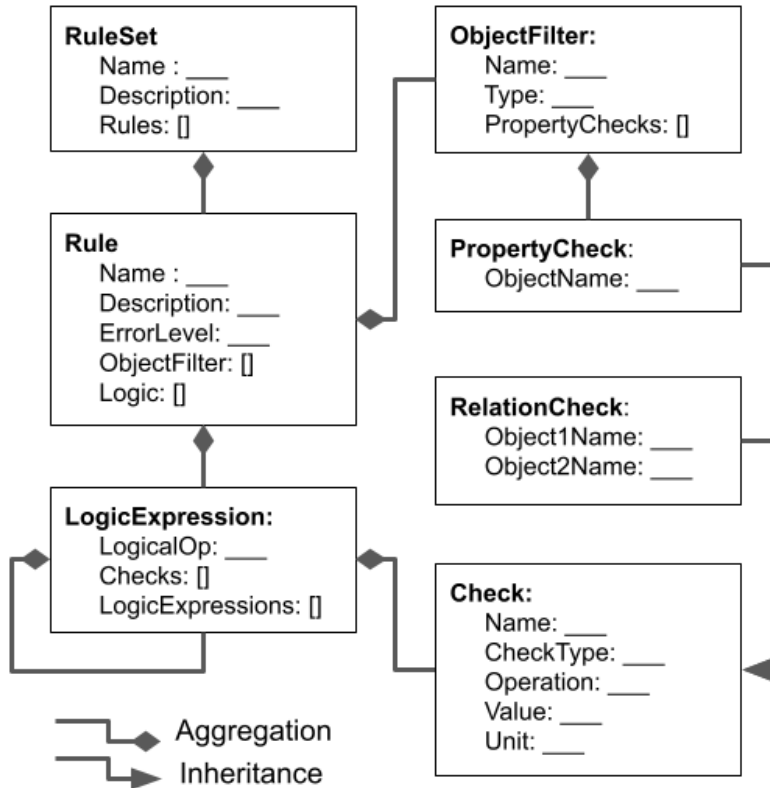 RuleSet
Name : ___
Description: ___
Rules: []
Rule
Name : ___
Description: ___
ErrorLevel: ___
ObjectFilter: []
Logic: []
LogicExpression:
LogicalOp: ___
Checks: []
LogicExpressions: []
ObjectFilter:
Name: ___
Type: ___
PropertyChecks: []
PropertyCheck:
ObjectName: ___
RelationCheck:
Object1Name: ___
Object2Name: ___
Check:
Name: ___
CheckType: ___
Operation: ___
Value: ___
Unit: ___
Aggregation
Inheritance